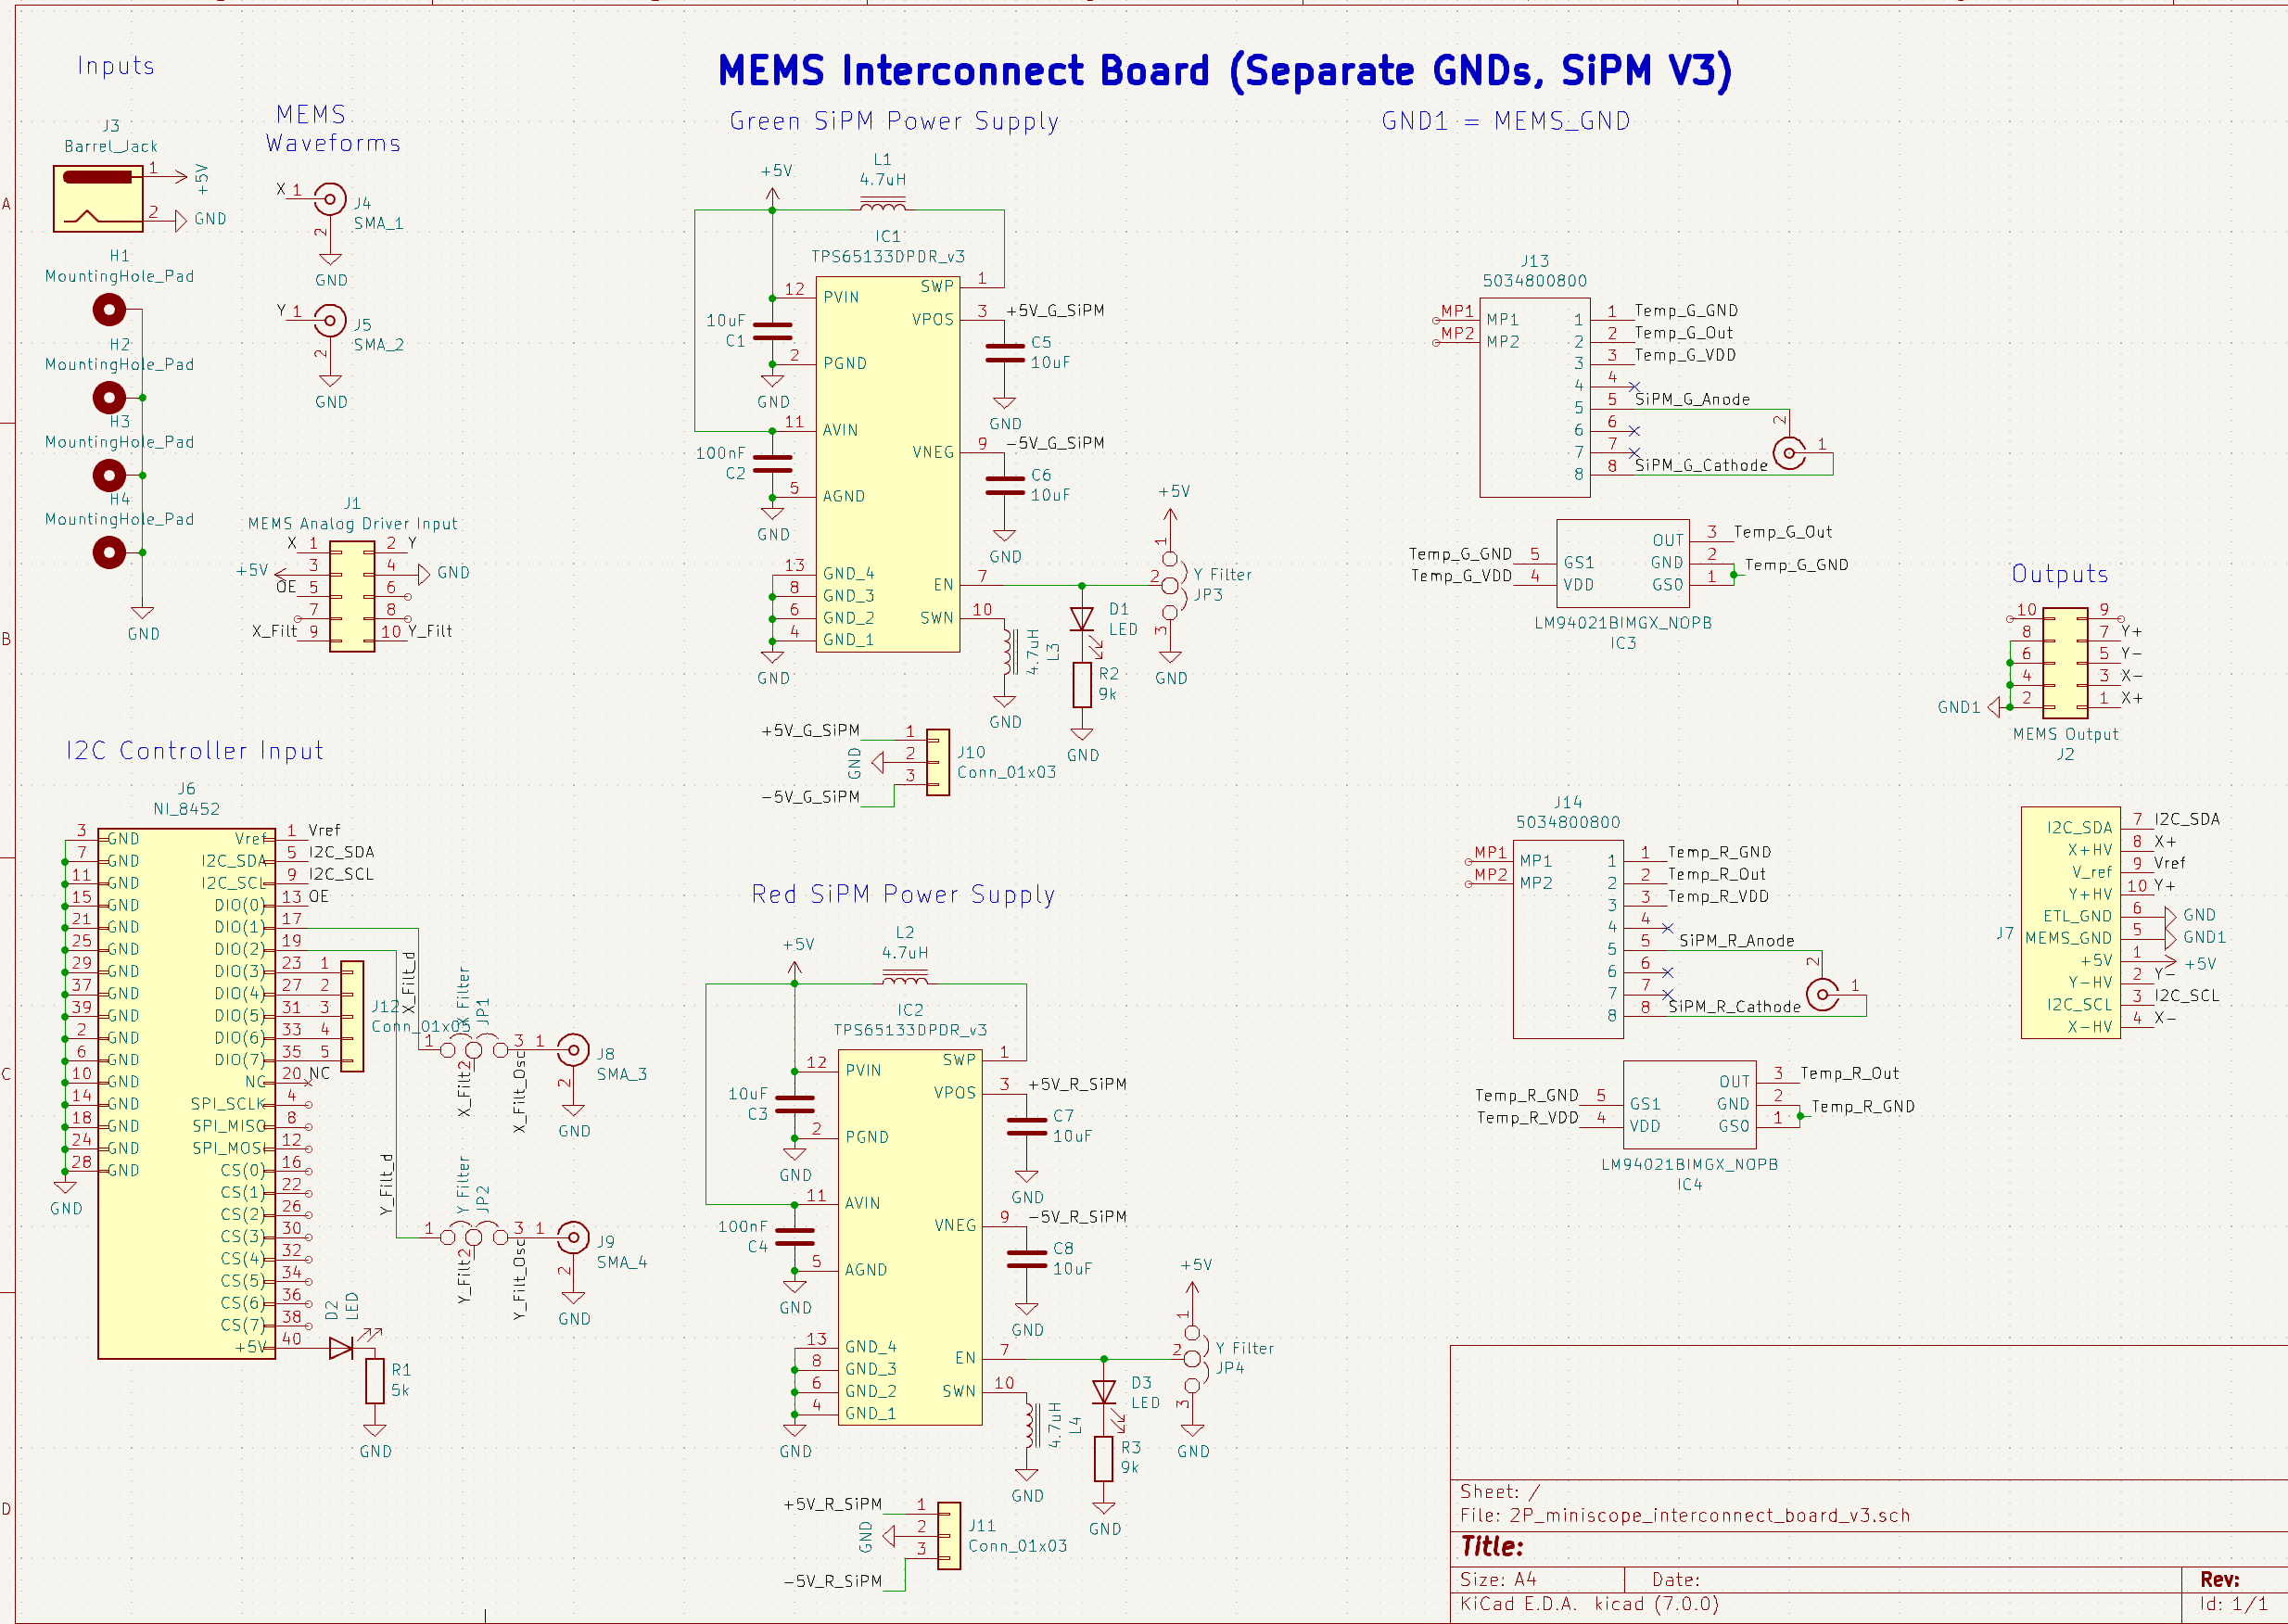 MEMS Interconnect Board (Separate GNDs, SiPM V3)
Inputs
J3
Barrel_Jack
1
+5V
2
GND
H1
MountingHole_Pad
H2
MountingHole_Pad
H3
MountingHole_Pad
H4
MountingHole_Pad
GND
MEMS
Waveforms
X 1
J4
SMA_1
2
GND
Y 1
J5
SMA_2
2
GND
J1
MEMS Analog Driver Input
X 1 2 Y
+5V 3 4 GND
OE 5 6
7 8
X_Filt 9 10 Y_Filt
I2C Controller Input
J6
NI_8452
3 GND Vref 1 Vref
7 GND I2C_SDA 5 I2C_SDA
11 GND I2C_SCL 9 I2C_SCL
15 GND DIO(0) 13 OE
21 GND DIO(1) 17
25 GND DIO(2) 19
29 GND DIO(3) 23 1
37 GND DIO(4) 27 2
39 GND DIO(5) 31 3
2 GND DIO(6) 33 4
6 GND DIO(7) 35 5
10 GND NC 20 NC
14 GND SPI_SCLK 4
18 GND SPI_MISO 8
24 GND SPI_MOSI 12
28 GND CS(0) 16
CS(1) 22
CS(2) 26
CS(3) 30
CS(4) 32
CS(5) 34
CS(6) 36
CS(7) 38
+5V 40
GND
J12
Conn_01x05
X_Filt_d
Y_Filt_d
X Filter
JP1
1 2 3 1
X_Filt
X_Filt_Osc
J8
SMA_3
2
GND
Y Filter
JP2
1 2 3 1
Y_Filt
Y_Filt_Osc
J9
SMA_4
2
GND
D2
LED
R1
5k
GND
Green SiPM Power Supply
+5V
L1
4.7uH
IC1
TPS65133DPDR_v3
12 PVIN
2 PGND
11 AVIN
5 AGND
13 GND_4
8 GND_3
6 GND_2
4 GND_1
SWP 1
VPOS 3
VNEG 9
EN 7
SWN 10
10uF
C1
GND
100nF
C2
GND
GND
+5V_G_SiPM
C5
10uF
GND
-5V_G_SiPM
C6
10uF
GND
4.7uH
L3
GND
D1
LED
R2
9k
GND
+5V
1
2
3
Y Filter
JP3
GND
+5V_G_SiPM 1
GND 2
-5V_G_SiPM 3
J10
Conn_01x03
Red SiPM Power Supply
+5V
L2
4.7uH
IC2
TPS65133DPDR_v3
12 PVIN
2 PGND
11 AVIN
5 AGND
13 GND_4
8 GND_3
6 GND_2
4 GND_1
SWP 1
VPOS 3
VNEG 9
EN 7
SWN 10
10uF
C3
GND
100nF
C4
GND
GND
+5V_R_SiPM
C7
10uF
GND
-5V_R_SiPM
C8
10uF
GND
4.7uH
L4
GND
D3
LED
R3
9k
GND
+5V
1
2
3
Y Filter
JP4
GND
+5V_R_SiPM 1
GND 2
-5V_R_SiPM 3
J11
Conn_01x03
GND1 = MEMS_GND
J13
5034800800
MP1 MP1 1 1 Temp_G_GND
MP2 MP2 2 2 Temp_G_Out
3 3 Temp_G_VDD
4 4
5 5 SiPM_G_Anode
6 6
7 7
8 8 SiPM_G_Cathode
2
1
Temp_G_GND 5 GS1
Temp_G_VDD 4 VDD
OUT 3 Temp_G_Out
GND 2
GS0 1
Temp_G_GND
LM94021BIMGX_NOPB
IC3
J14
5034800800
MP1 MP1 1 1 Temp_R_GND
MP2 MP2 2 2 Temp_R_Out
3 3 Temp_R_VDD
4 4
5 5 SiPM_R_Anode
6 6
7 7
8 8 SiPM_R_Cathode
2
1
Temp_R_GND 5 GS1
Temp_R_VDD 4 VDD
OUT 3 Temp_R_Out
GND 2
GS0 1
Temp_R_GND
LM94021BIMGX_NOPB
IC4
Outputs
10 9
8 7 Y+
6 5 Y-
4 3 X-
GND1 2 1 X+
MEMS Output
J2
J7
I2C_SDA 7 I2C_SDA
X+HV 8 X+
V_ref 9 Vref
Y+HV 10 Y+
ETL_GND 6 GND
MEMS_GND 5 GND1
+5V 1 +5V
Y-HV 2 Y-
I2C_SCL 3 I2C_SCL
X-HV 4 X-
A
B
C
D
Sheet: /
File: 2P_miniscope_interconnect_board_v3.sch
Title:
Size: A4 Date: Rev:
KiCad E.D.A. kicad (7.0.0) Id: 1/1